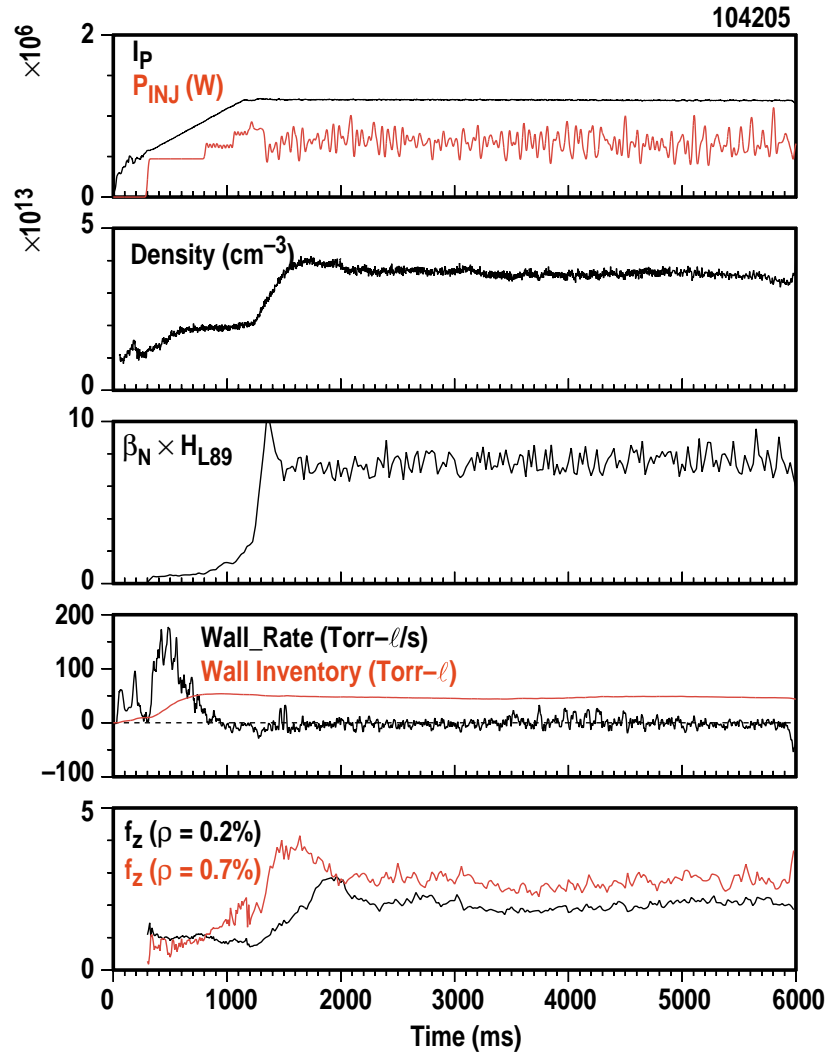 104205
×10⁶
2
I_P
P_INJ (W)
0
×10¹³
5
Density (cm⁻³)
0
10
β_N × H_L89
0
200
Wall_Rate (Torr–ℓ/s)
100
Wall Inventory (Torr–ℓ)
0
–100
5
f_z (ρ = 0.2%)
f_z (ρ = 0.7%)
0
0 1000 2000 3000 4000 5000 6000
Time (ms)